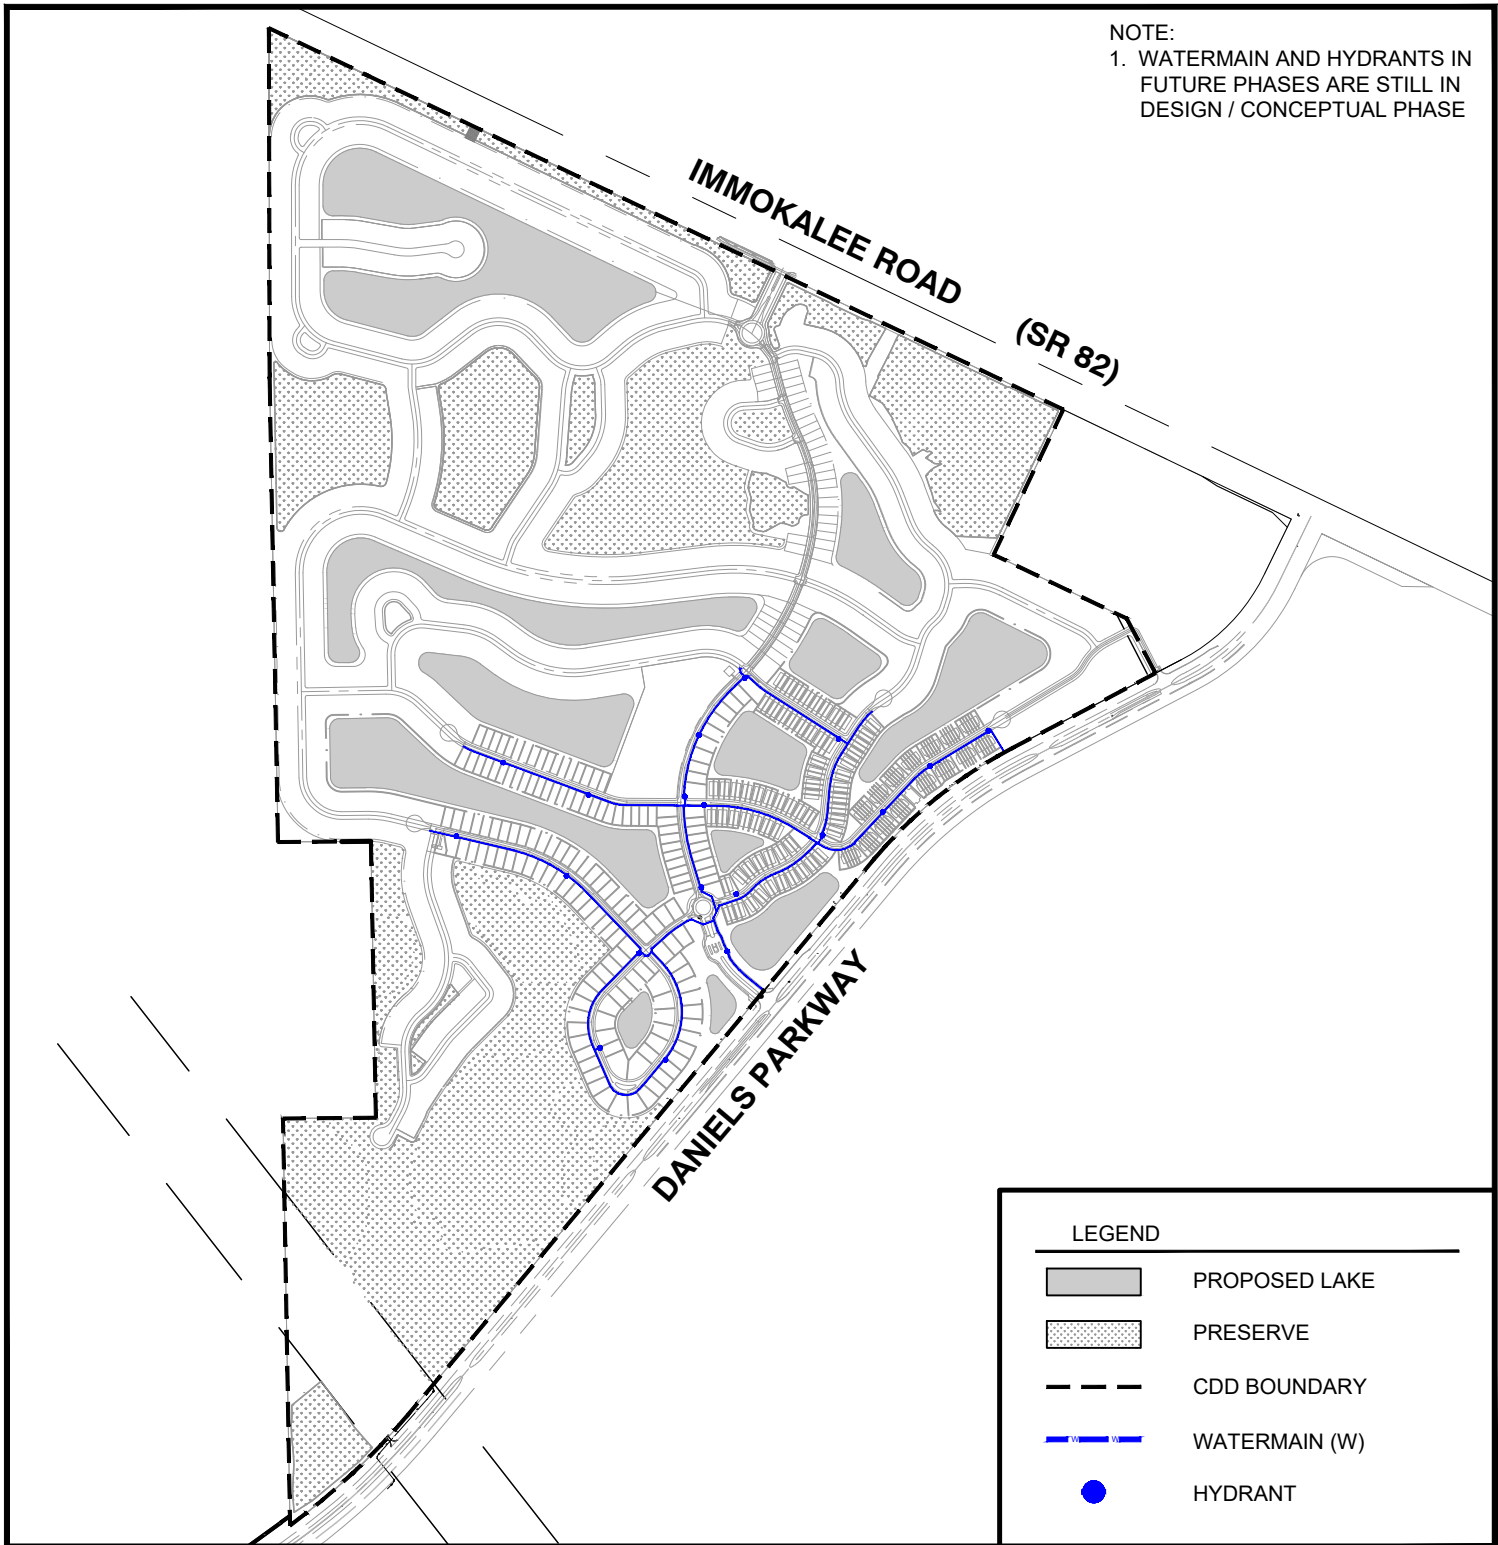 NOTE:
1. WATERMAIN AND HYDRANTS IN
FUTURE PHASES ARE STILL IN
DESIGN / CONCEPTUAL PHASE
IMMOKALEE ROAD
(SR 82)
DANIELS PARKWAY
LEGEND
PROPOSED LAKE
PRESERVE
CDD BOUNDARY
W W
WATERMAIN (W)
HYDRANT